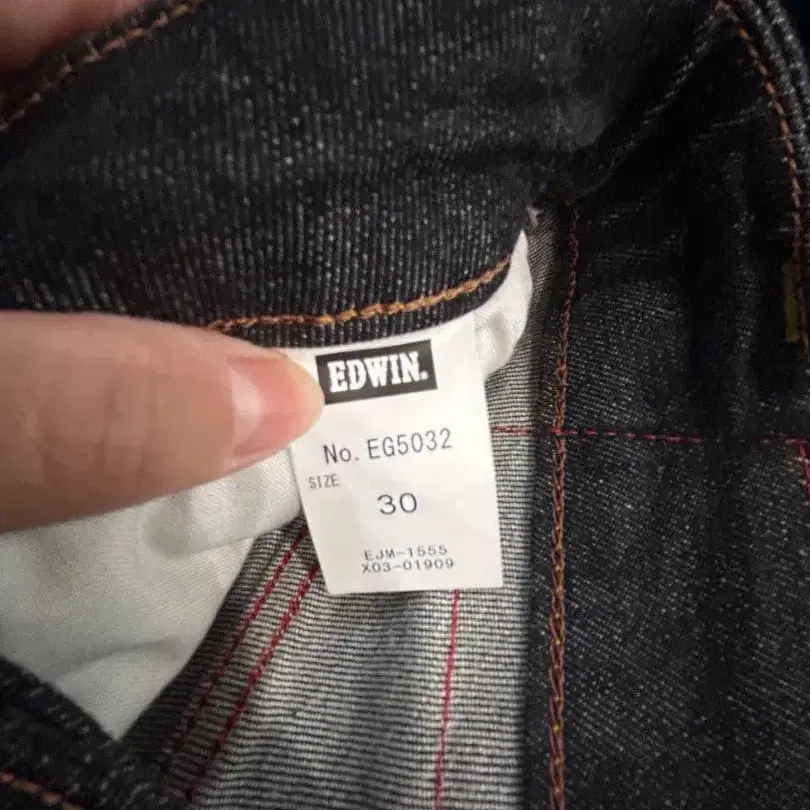 EDWIN.
No. EG5032
SIZE
30
EJM-1555
X03-01909